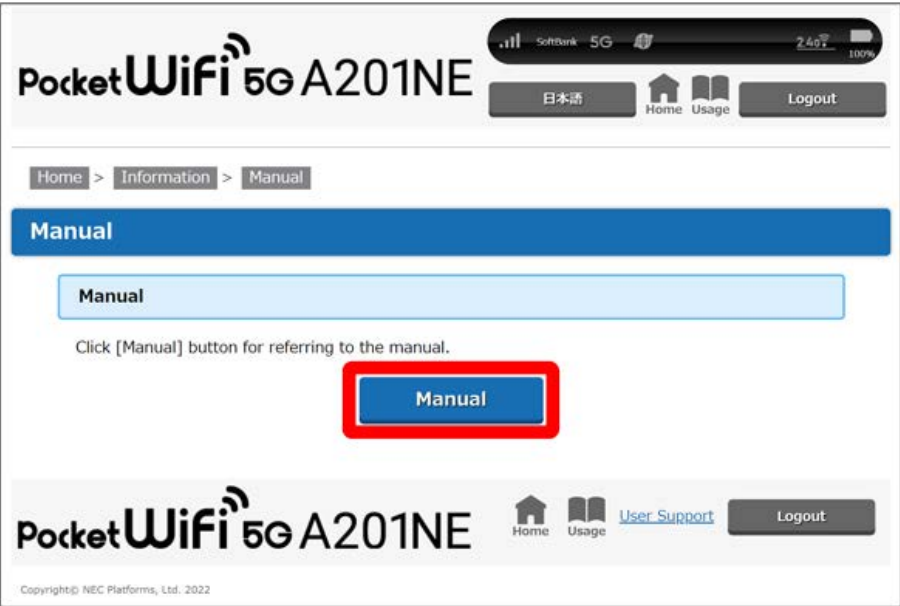 Pocket WiFi 5G A201NE
SoftBank 5G 2.4G 100%
日本語 Home Usage Logout
Home > Information > Manual
Manual
Manual
Click [Manual] button for referring to the manual.
Manual
Pocket WiFi 5G A201NE
Home Usage User Support Logout
Copyright© NEC Platforms, Ltd. 2022